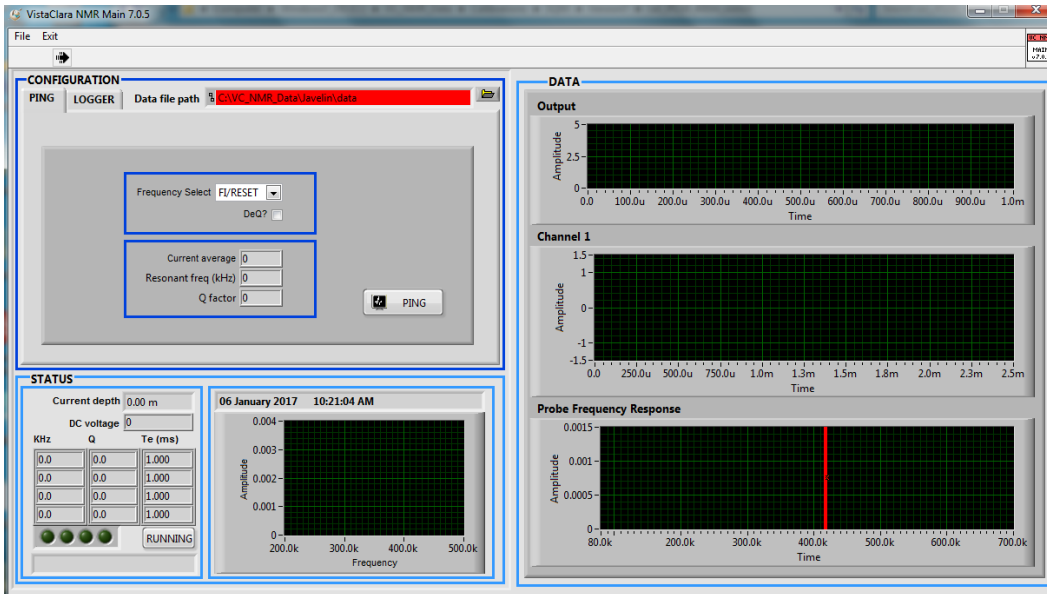 VistaClara NMR Main 7.0.5
File Exit
CONFIGURATION
PING LOGGER Data file path C:\VC_NMR_Data\Javelin\data
Frequency Select FI/RESET
DeQ?
Current average 0
Resonant freq (kHz) 0
Q factor 0
PING
STATUS
Current depth 0.00 m
DC voltage 0
KHz Q Te (ms)
0.0 0.0 1.000
0.0 0.0 1.000
0.0 0.0 1.000
0.0 0.0 1.000
RUNNING
06 January 2017 10:21:04 AM
0.004
0.003
0.002
0.001
0
Amplitude
200.0k 300.0k 400.0k 500.0k
Frequency
MAIN
DATA
Output
5
2.5
0
Amplitude
0.0 100.0u 200.0u 300.0u 400.0u 500.0u 600.0u 700.0u 800.0u 900.0u 1.0m
Time
Channel 1
1.5
1
0
-1
-1.5
Amplitude
0.0 250.0u 500.0u 750.0u 1.0m 1.3m 1.5m 1.8m 2.0m 2.3m 2.5m
Time
Probe Frequency Response
0.0015
0.001
0.0005
0
Amplitude
80.0k 200.0k 300.0k 400.0k 500.0k 600.0k 700.0k
Time